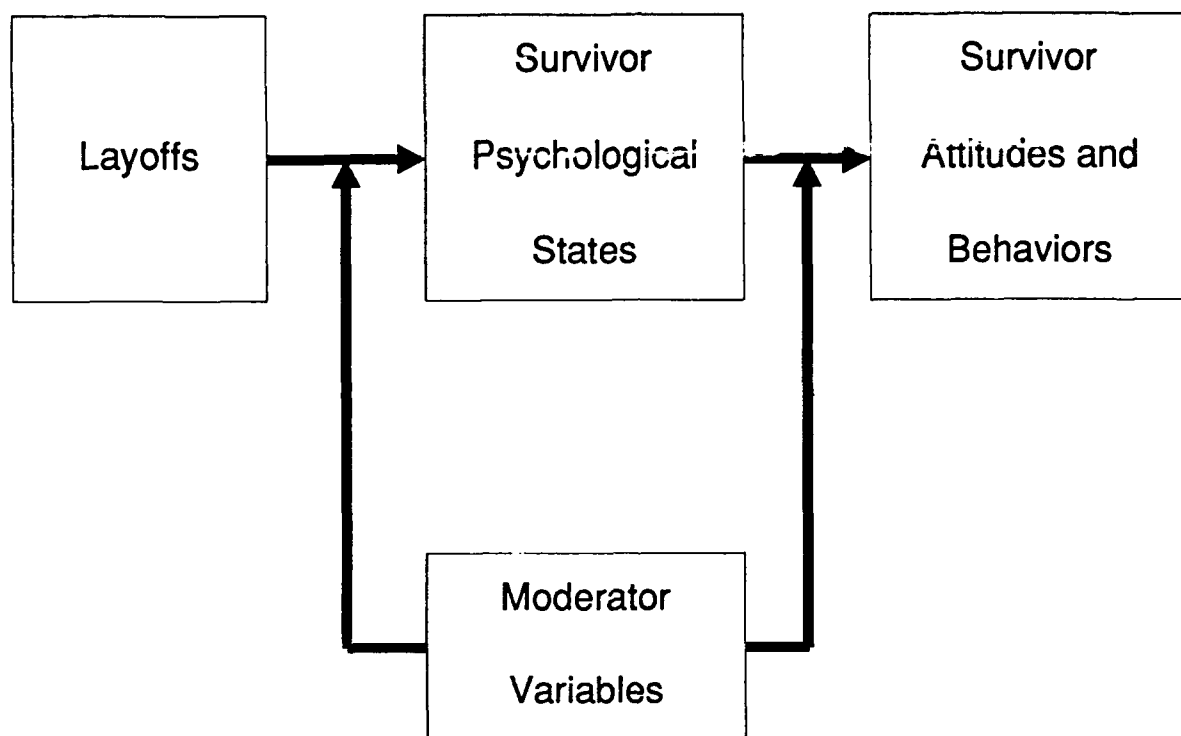 Layoffs
Survivor
Psychological
States
Survivor
Attitudes and
Behaviors
Moderator
Variables